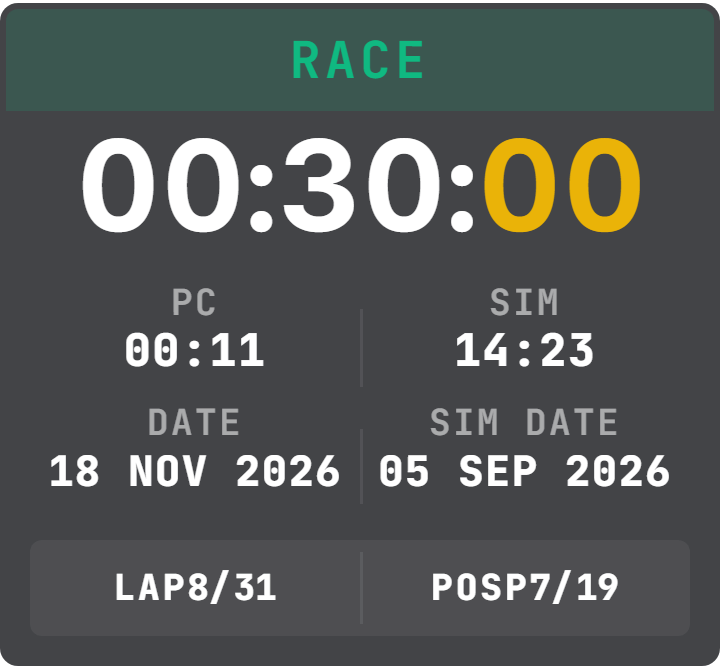 RACE
00:30:00
PC
00:11
SIM
14:23
DATE
18 NOV 2026
SIM DATE
05 SEP 2026
LAP8/31
POSP7/19